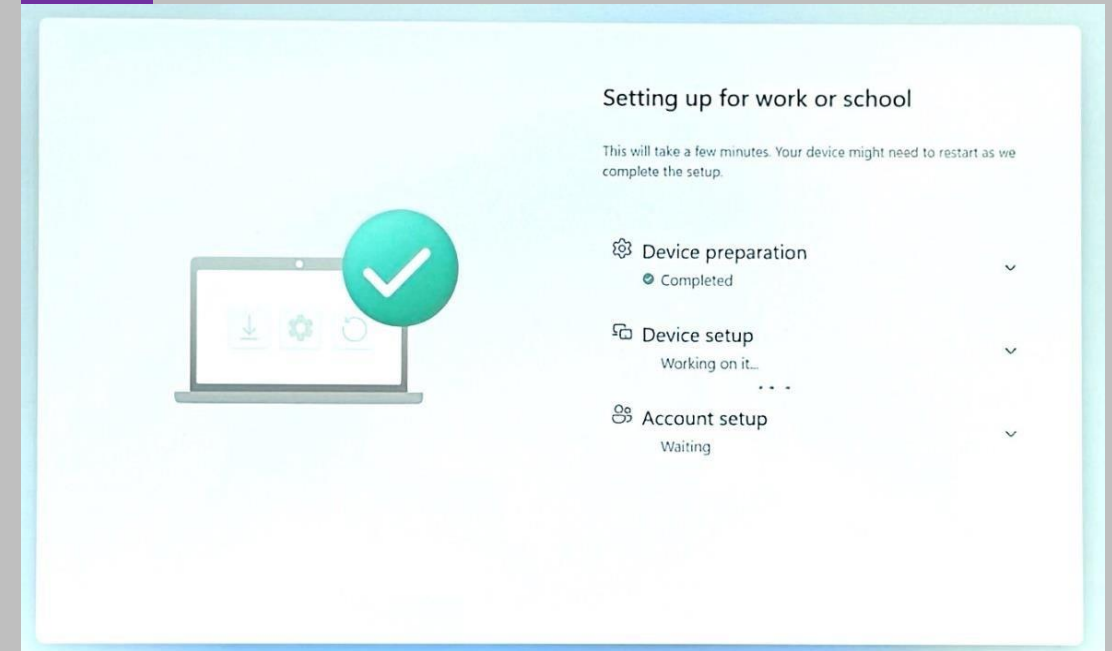 Setting up for work or school
This will take a few minutes. Your device might need to restart as we
complete the setup.
Device preparation
Completed
Device setup
Working on it...
Account setup
Waiting